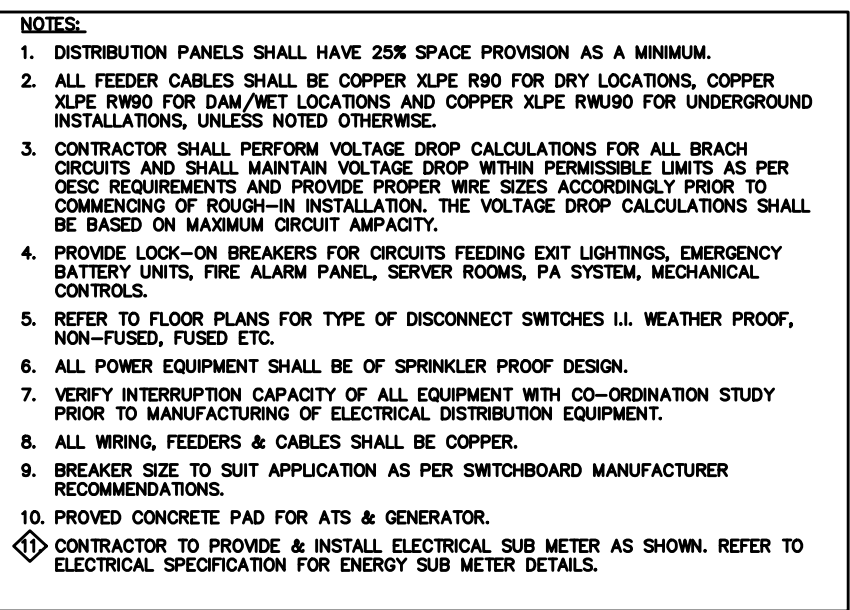 NOTES:
1. DISTRIBUTION PANELS SHALL HAVE 25% SPACE PROVISION AS A MINIMUM.
2. ALL FEEDER CABLES SHALL BE COPPER XLPE R90 FOR DRY LOCATIONS, COPPER
XLPE RW90 FOR DAM/WET LOCATIONS AND COPPER XLPE RWU90 FOR UNDERGROUND
INSTALLATIONS, UNLESS NOTED OTHERWISE.
3. CONTRACTOR SHALL PERFORM VOLTAGE DROP CALCULATIONS FOR ALL BRACH
CIRCUITS AND SHALL MAINTAIN VOLTAGE DROP WITHIN PERMISSIBLE LIMITS AS PER
OESC REQUIREMENTS AND PROVIDE PROPER WIRE SIZES ACCORDINGLY PRIOR TO
COMMENCING OF ROUGH-IN INSTALLATION. THE VOLTAGE DROP CALCULATIONS SHALL
BE BASED ON MAXIMUM CIRCUIT AMPACITY.
4. PROVIDE LOCK-ON BREAKERS FOR CIRCUITS FEEDING EXIT LIGHTINGS, EMERGENCY
BATTERY UNITS, FIRE ALARM PANEL, SERVER ROOMS, PA SYSTEM, MECHANICAL
CONTROLS.
5. REFER TO FLOOR PLANS FOR TYPE OF DISCONNECT SWITCHES I.I. WEATHER PROOF,
NON-FUSED, FUSED ETC.
6. ALL POWER EQUIPMENT SHALL BE OF SPRINKLER PROOF DESIGN.
7. VERIFY INTERRUPTION CAPACITY OF ALL EQUIPMENT WITH CO-ORDINATION STUDY
PRIOR TO MANUFACTURING OF ELECTRICAL DISTRIBUTION EQUIPMENT.
8. ALL WIRING, FEEDERS & CABLES SHALL BE COPPER.
9. BREAKER SIZE TO SUIT APPLICATION AS PER SWITCHBOARD MANUFACTURER
RECOMMENDATIONS.
10. PROVED CONCRETE PAD FOR ATS & GENERATOR.
11 CONTRACTOR TO PROVIDE & INSTALL ELECTRICAL SUB METER AS SHOWN. REFER TO
ELECTRICAL SPECIFICATION FOR ENERGY SUB METER DETAILS.